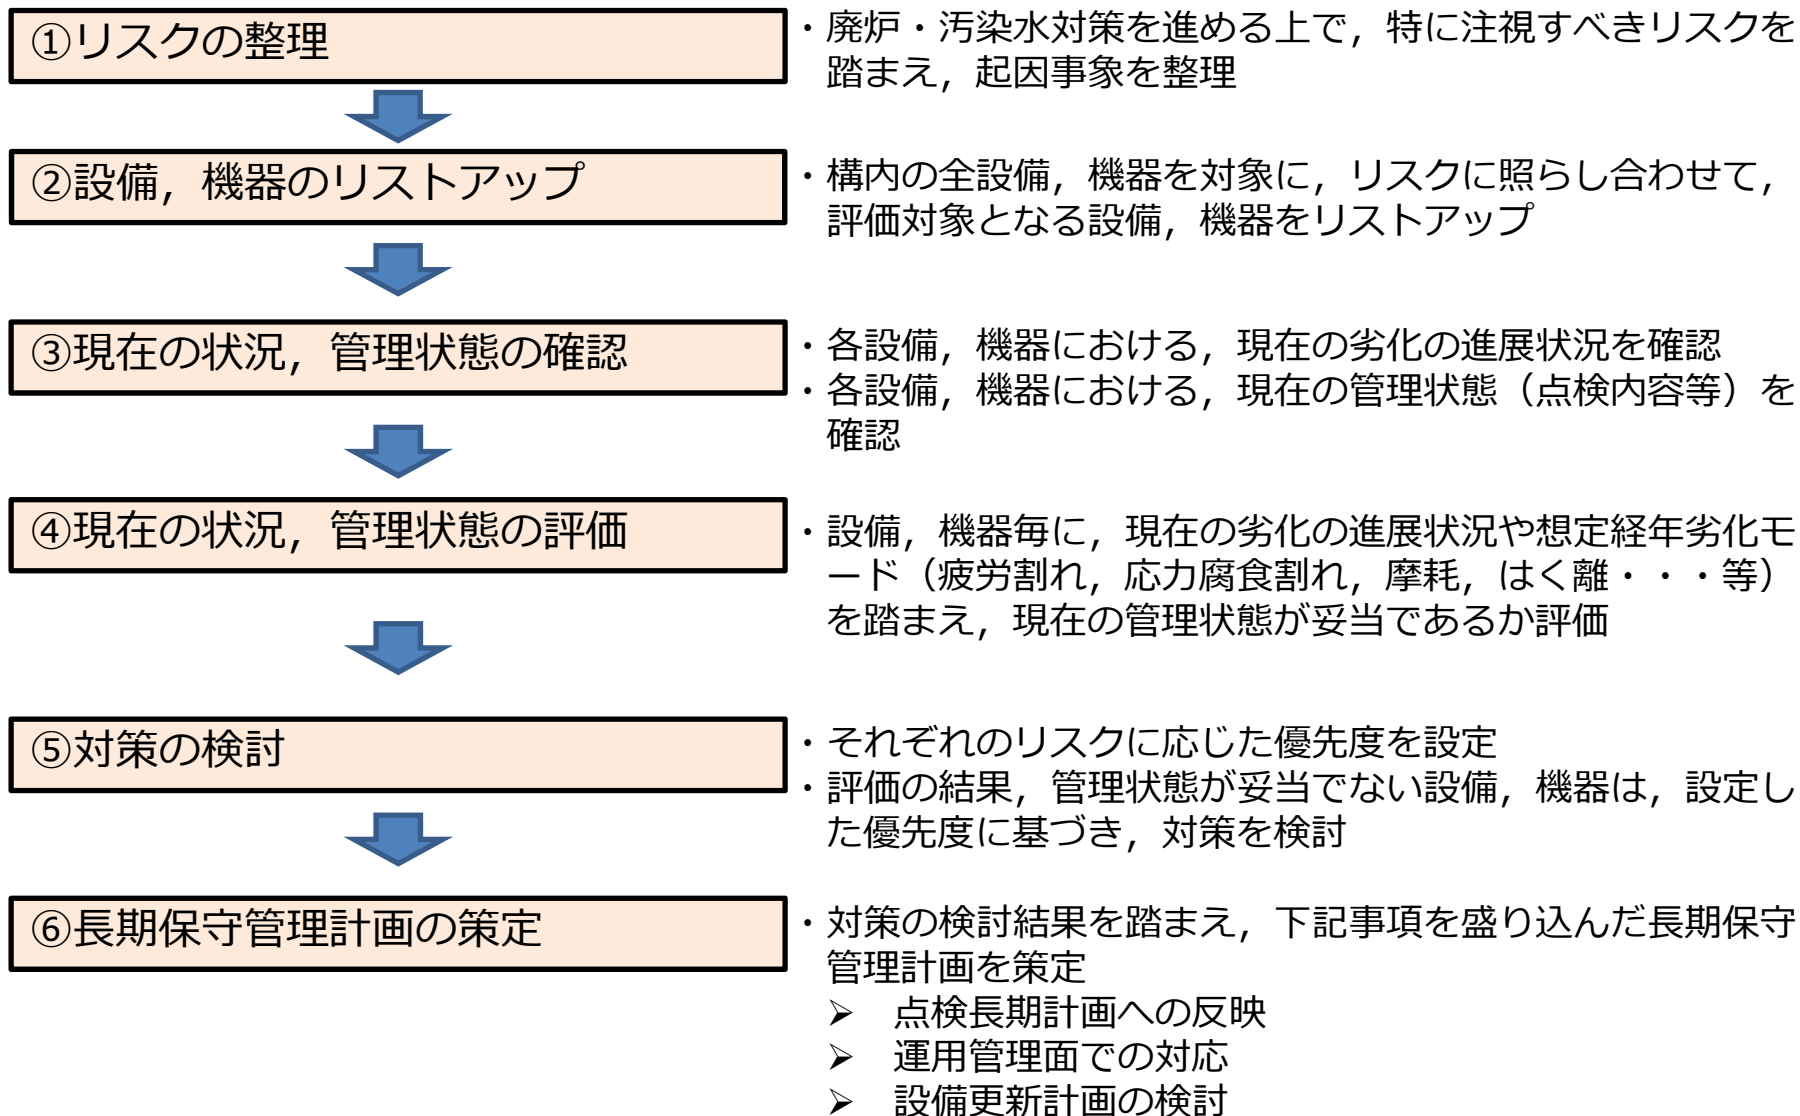 ①リスクの整理
・廃炉・汚染水対策を進める上で，特に注視すべきリスクを
踏まえ，起因事象を整理
②設備，機器のリストアップ
・構内の全設備，機器を対象に，リスクに照らし合わせて，
評価対象となる設備，機器をリストアップ
③現在の状況，管理状態の確認
・各設備，機器における，現在の劣化の進展状況を確認
・各設備，機器における，現在の管理状態（点検内容等）を
確認
④現在の状況，管理状態の評価
・設備，機器毎に，現在の劣化の進展状況や想定経年劣化モ
ード（疲労割れ，応力腐食割れ，摩耗，はく離・・・等）
を踏まえ，現在の管理状態が妥当であるか評価
⑤対策の検討
・それぞれのリスクに応じた優先度を設定
・評価の結果，管理状態が妥当でない設備，機器は，設定し
た優先度に基づき，対策を検討
⑥長期保守管理計画の策定
・対策の検討結果を踏まえ，下記事項を盛り込んだ長期保守
管理計画を策定
➢ 点検長期計画への反映
➢ 運用管理面での対応
➢ 設備更新計画の検討